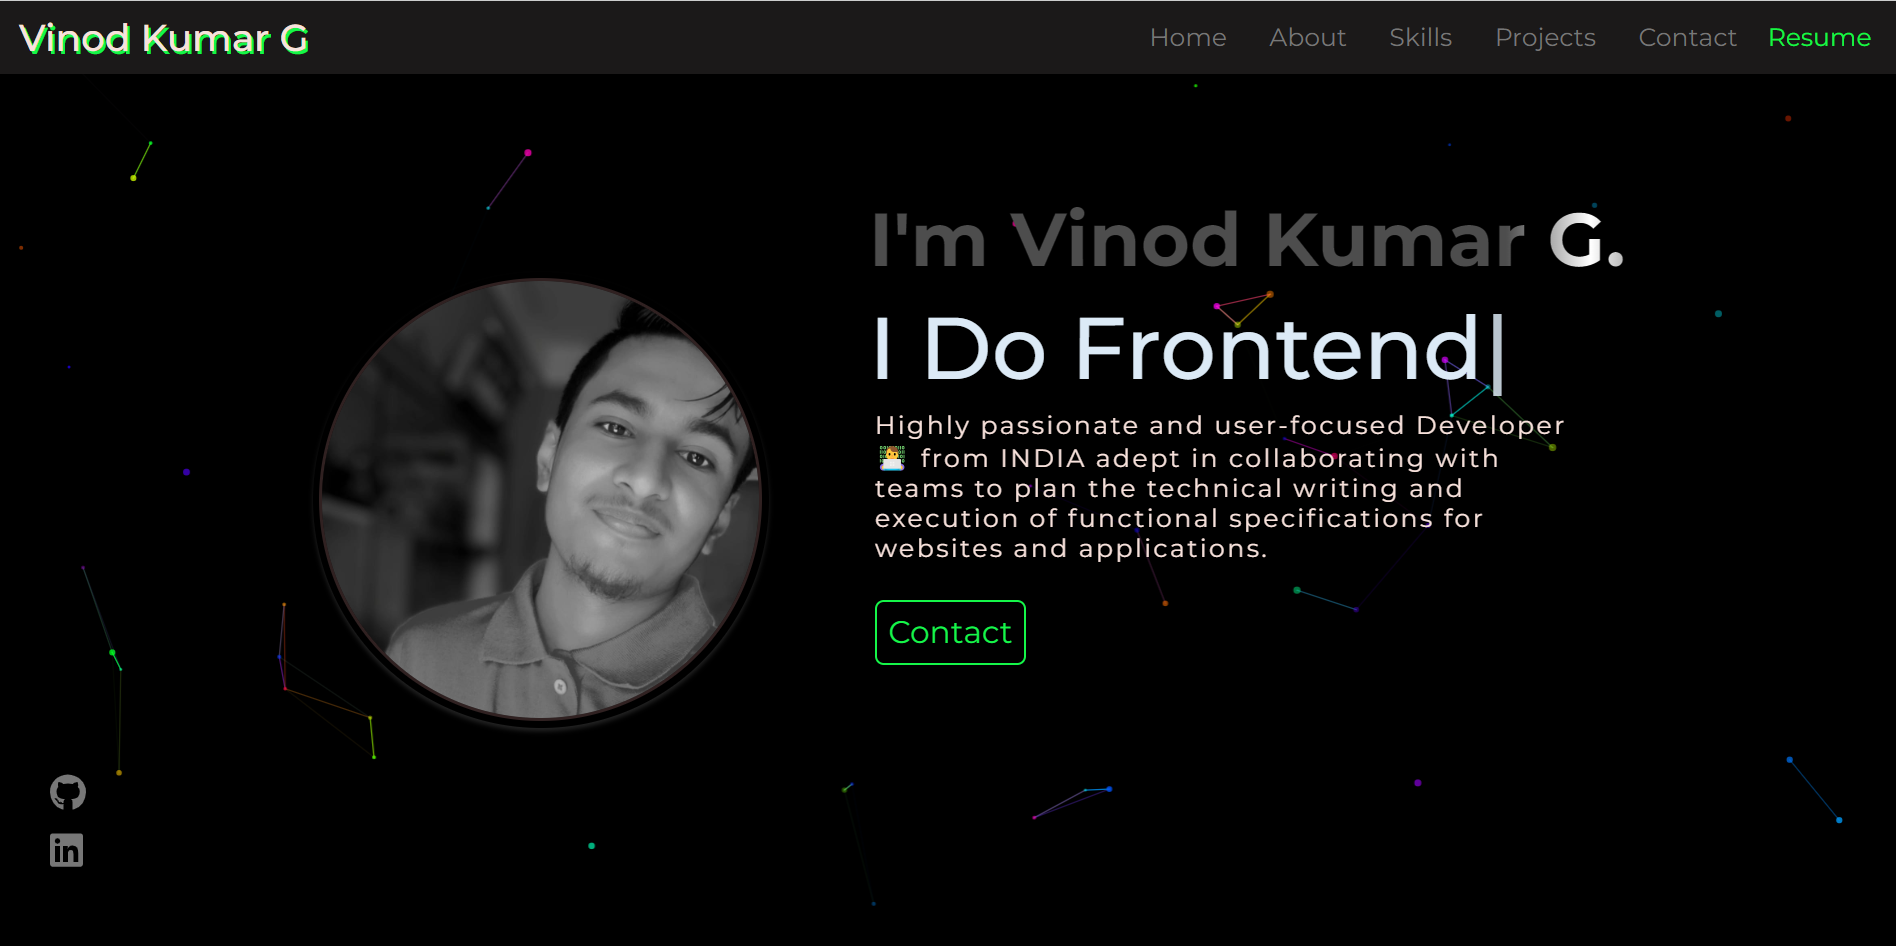 Vinod Kumar G
Home About Skills Projects Contact Resume
I'm Vinod Kumar G.
I Do Frontend|
Highly passionate and user-focused Developer
👨‍💻 from INDIA adept in collaborating with
teams to plan the technical writing and
execution of functional specifications for
websites and applications.
Contact
in